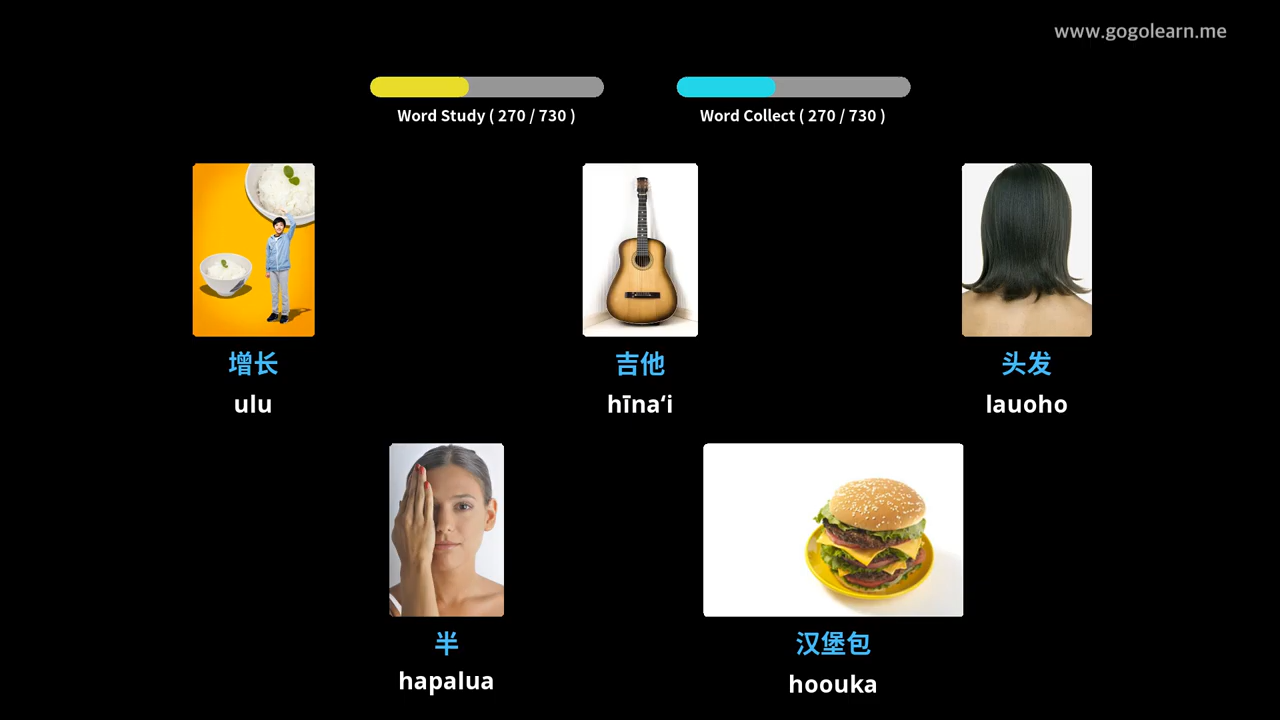 www.gogolearn.me
Word Study ( 270 / 730 )
Word Collect ( 270 / 730 )
增长
ulu
吉他
hīnaʻi
头发
lauoho
半
hapalua
汉堡包
hoouka